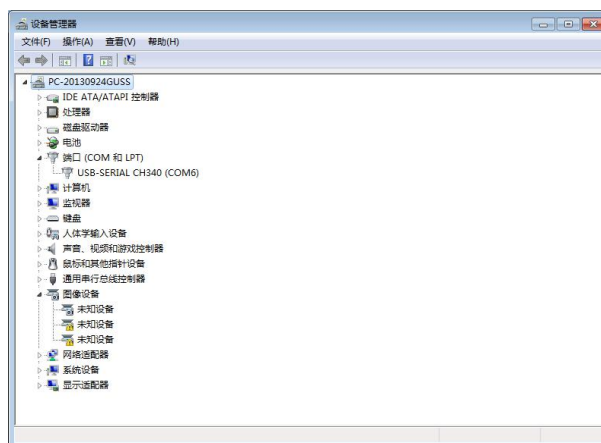 设备管理器
文件(F) 操作(A) 查看(V) 帮助(H)
PC-20130924GUSS
IDE ATA/ATAPI 控制器
处理器
磁盘驱动器
电池
端口 (COM 和 LPT)
USB-SERIAL CH340 (COM6)
计算机
监视器
键盘
人体学输入设备
声音、视频和游戏控制器
鼠标和其他指针设备
通用串行总线控制器
图像设备
未知设备
未知设备
未知设备
网络适配器
系统设备
显示适配器